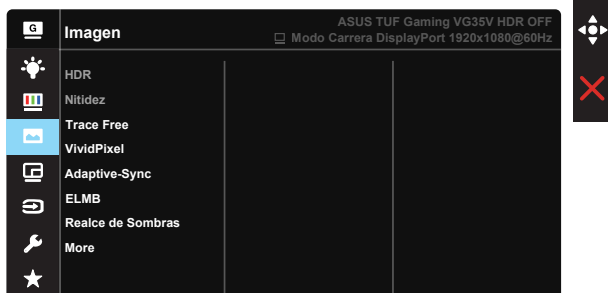 G
Imagen
ASUS TUF Gaming VG35V HDR OFF
Modo Carrera DisplayPort 1920x1080@60Hz
HDR
Nitidez
Trace Free
VividPixel
Adaptive-Sync
ELMB
Realce de Sombras
More